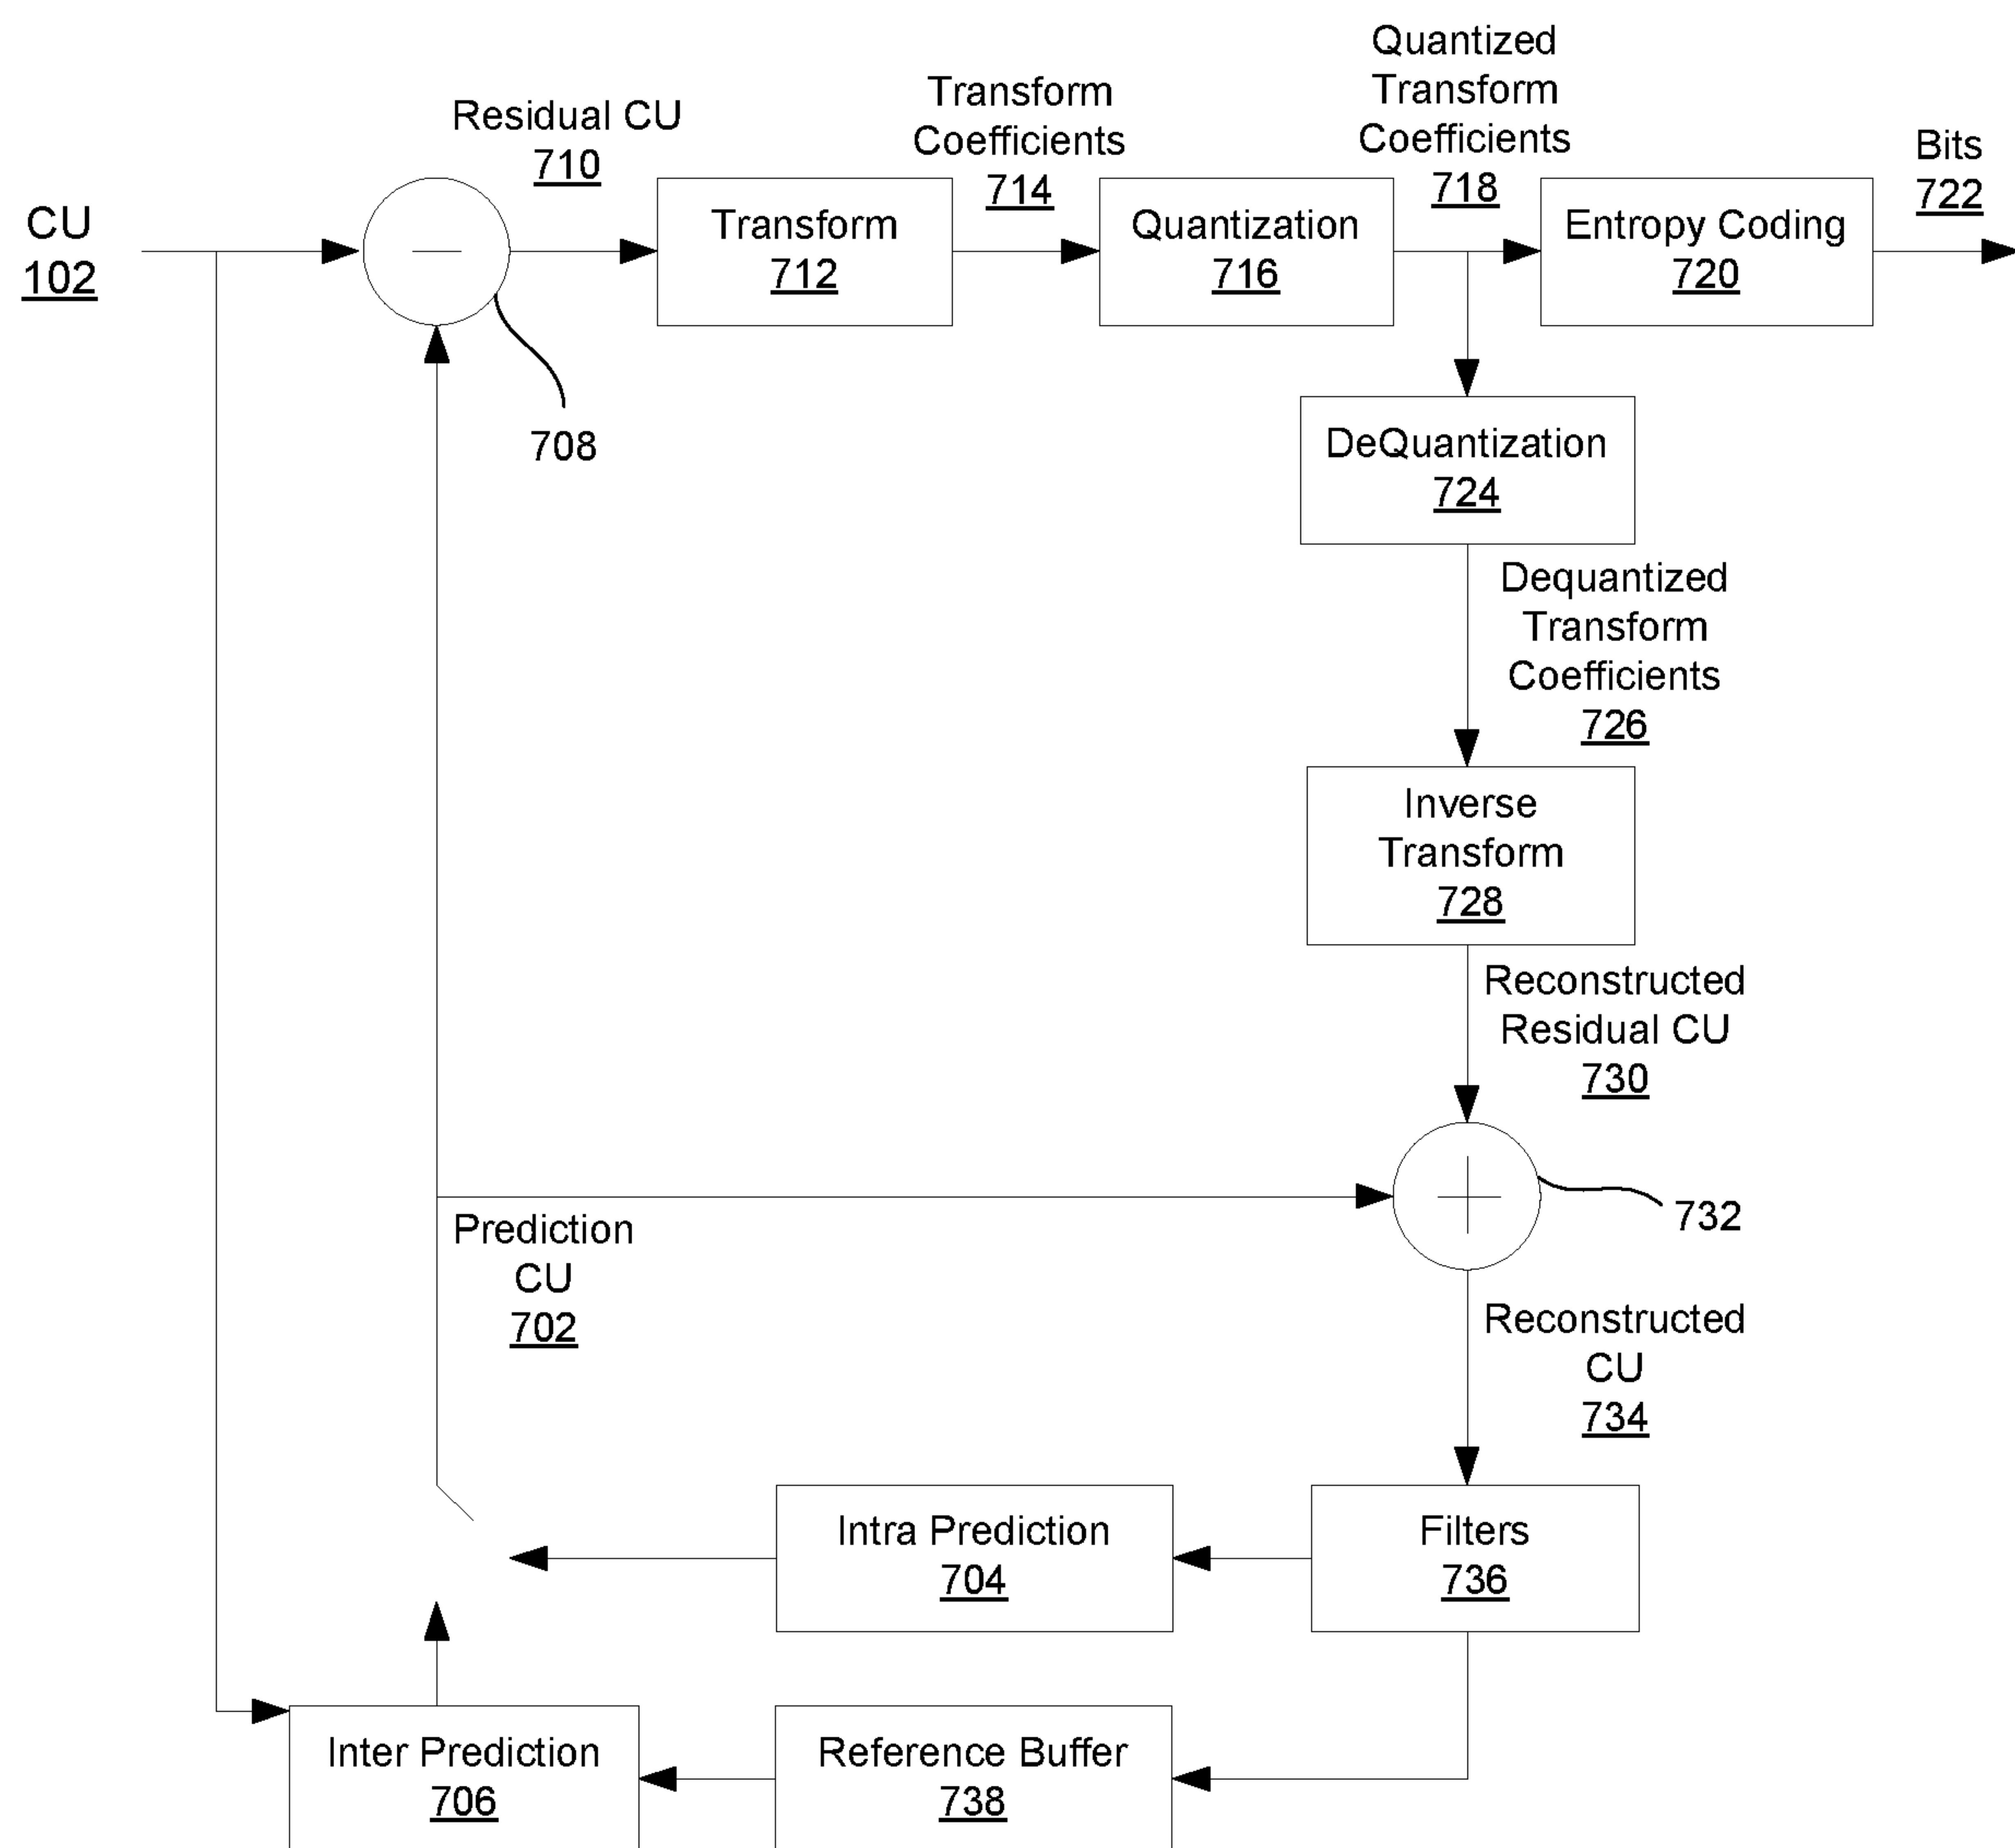 CU
102
Residual CU
710
708
Transform
712
Transform
Coefficients
714
Quantization
716
Quantized
Transform
Coefficients
718
Entropy Coding
720
Bits
722
DeQuantization
724
Dequantized
Transform
Coefficients
726
Inverse
Transform
728
Reconstructed
Residual CU
730
732
Prediction
CU
702
Reconstructed
CU
734
Intra Prediction
704
Filters
736
Inter Prediction
706
Reference Buffer
738